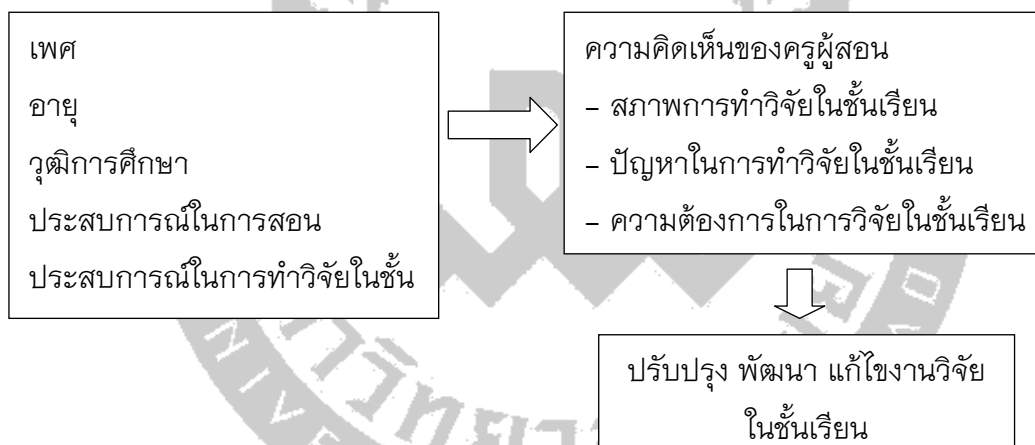 เพศ
อายุ
วุฒิการศึกษา
ประสบการณ์ในการสอน
ประสบการณ์ในการทำวิจัยในชั้น
ความคิดเห็นของครูผู้สอน
- สภาพการทำวิจัยในชั้นเรียน
- ปัญหาในการทำวิจัยในชั้นเรียน
- ความต้องการในการวิจัยในชั้นเรียน
ปรับปรุง พัฒนา แก้ไขงานวิจัย
ในชั้นเรียน